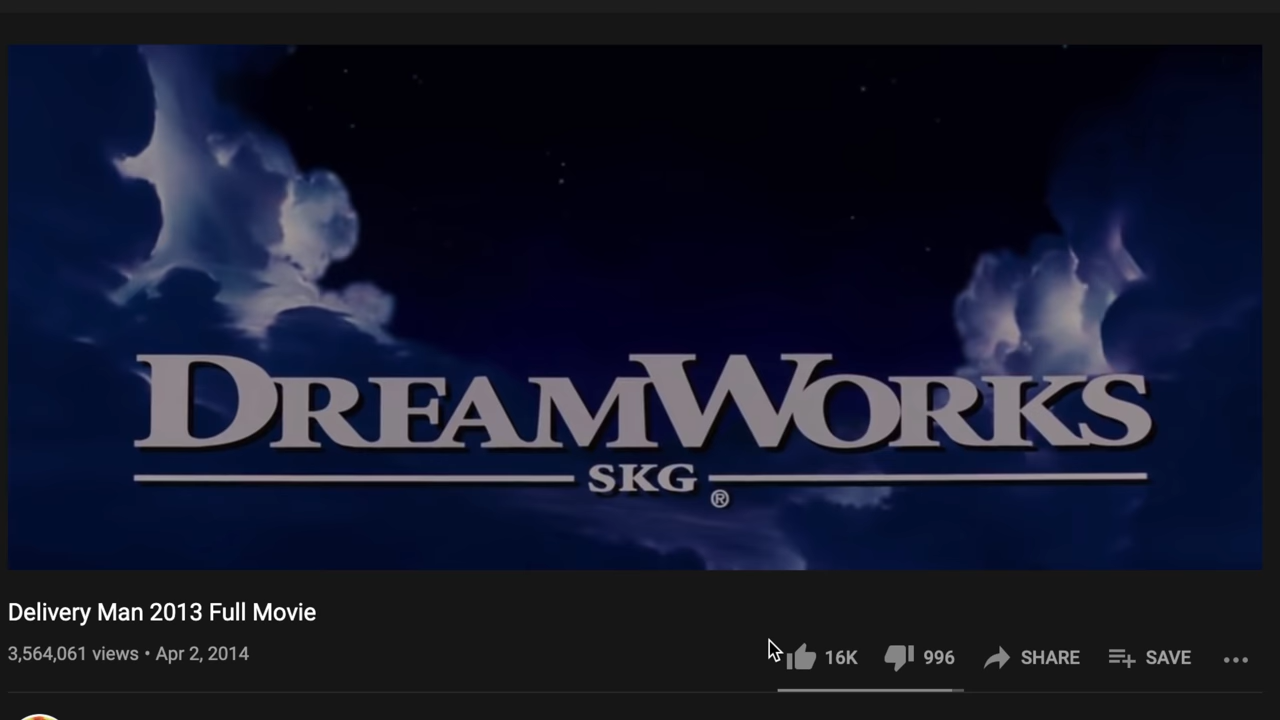 DREAMWORKS
SKG
®
Delivery Man 2013 Full Movie
3,564,061 views • Apr 2, 2014
16K 996 SHARE SAVE